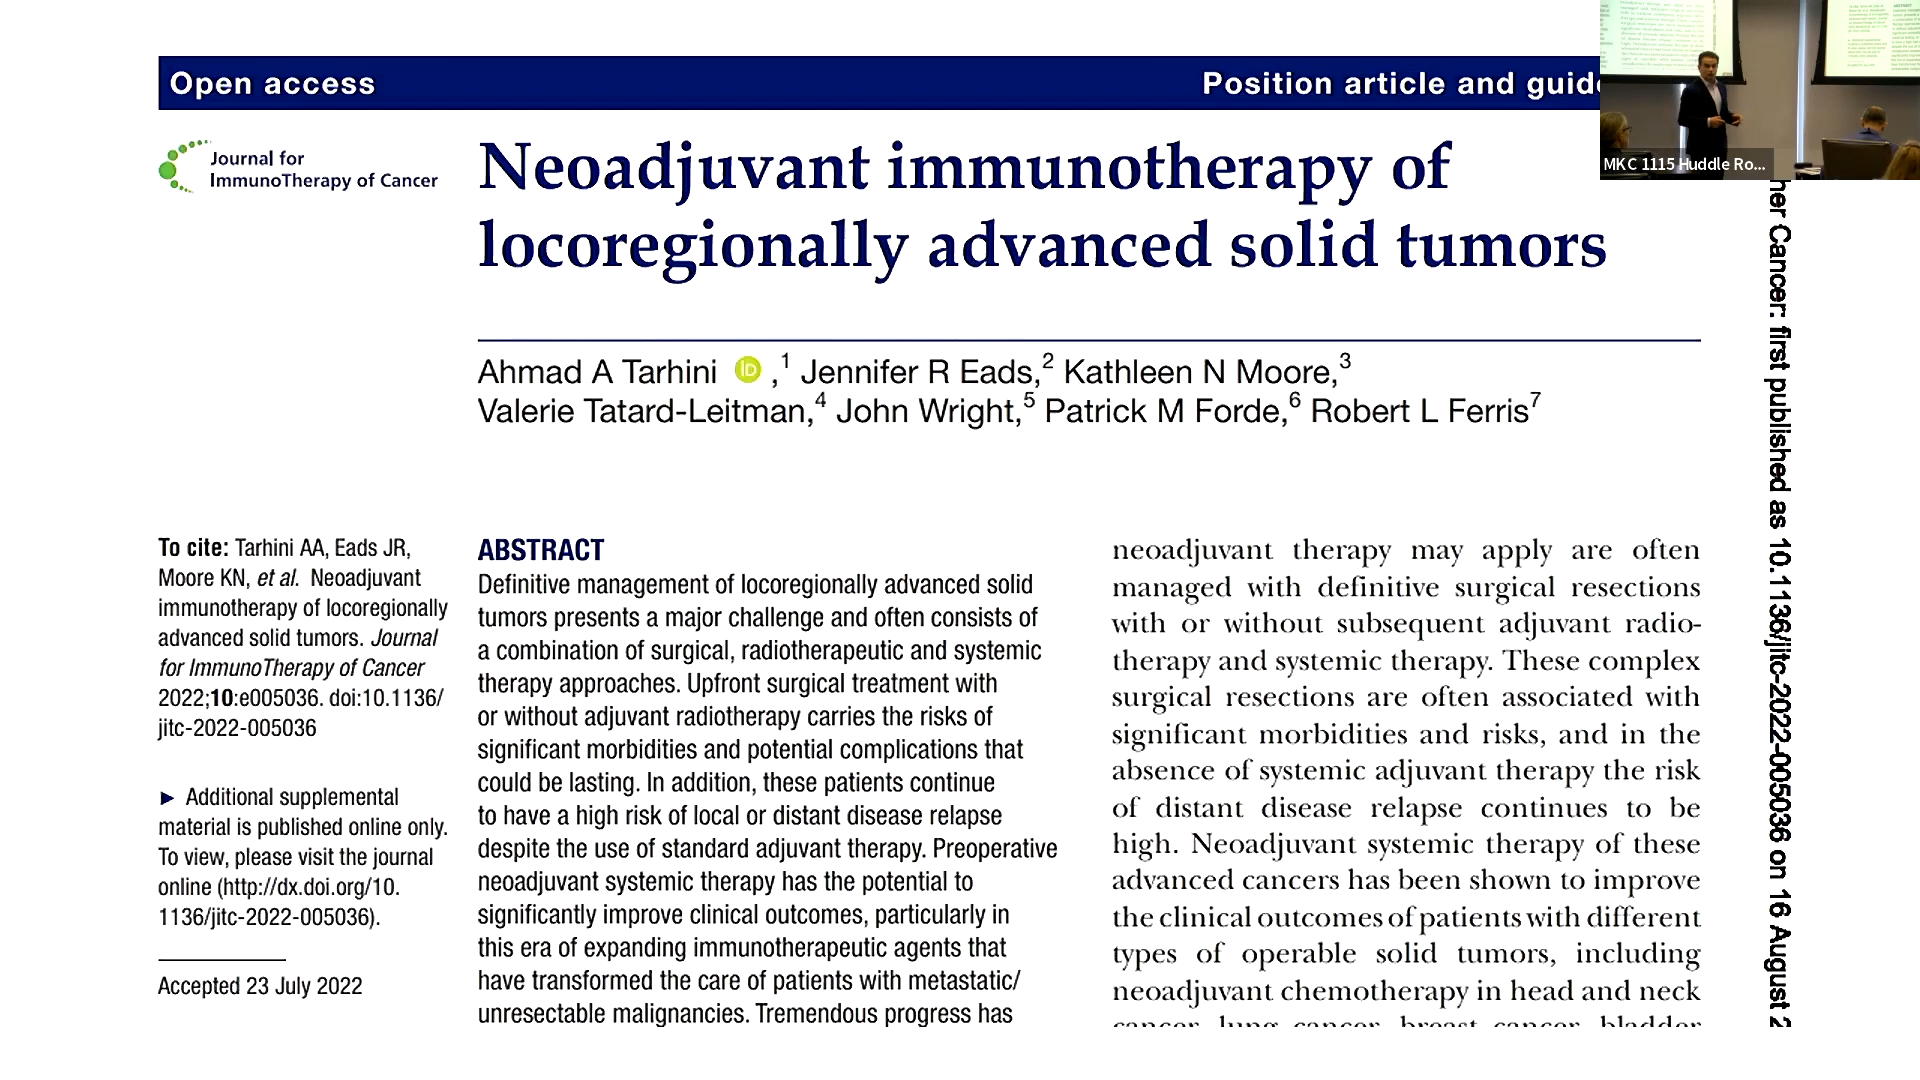 Open access
Position article and guid
Journal for
ImmunoTherapy of Cancer
Neoadjuvant immunotherapy of
locoregionally advanced solid tumors
MKC 1115 Huddle Ro...
Ahmad A Tarhini iD ,1 Jennifer R Eads,2 Kathleen N Moore,3
Valerie Tatard-Leitman,4 John Wright,5 Patrick M Forde,6 Robert L Ferris7
To cite: Tarhini AA, Eads JR,
Moore KN, et al. Neoadjuvant
immunotherapy of locoregionally
advanced solid tumors. Journal
for ImmunoTherapy of Cancer
2022;10:e005036. doi:10.1136/
jitc-2022-005036
► Additional supplemental
material is published online only.
To view, please visit the journal
online (http://dx.doi.org/10.
1136/jitc-2022-005036).
Accepted 23 July 2022
ABSTRACT
Definitive management of locoregionally advanced solid
tumors presents a major challenge and often consists of
a combination of surgical, radiotherapeutic and systemic
therapy approaches. Upfront surgical treatment with
or without adjuvant radiotherapy carries the risks of
significant morbidities and potential complications that
could be lasting. In addition, these patients continue
to have a high risk of local or distant disease relapse
despite the use of standard adjuvant therapy. Preoperative
neoadjuvant systemic therapy has the potential to
significantly improve clinical outcomes, particularly in
this era of expanding immunotherapeutic agents that
have transformed the care of patients with metastatic/
unresectable malignancies. Tremendous progress has
neoadjuvant therapy may apply are often
managed with definitive surgical resections
with or without subsequent adjuvant radio-
therapy and systemic therapy. These complex
surgical resections are often associated with
significant morbidities and risks, and in the
absence of systemic adjuvant therapy the risk
of distant disease relapse continues to be
high. Neoadjuvant systemic therapy of these
advanced cancers has been shown to improve
the clinical outcomes of patients with different
types of operable solid tumors, including
neoadjuvant chemotherapy in head and neck
cancer, lung cancer, breast cancer, bladder
her Cancer: first published as 10.1136/jitc-2022-005036 on 16 August 2